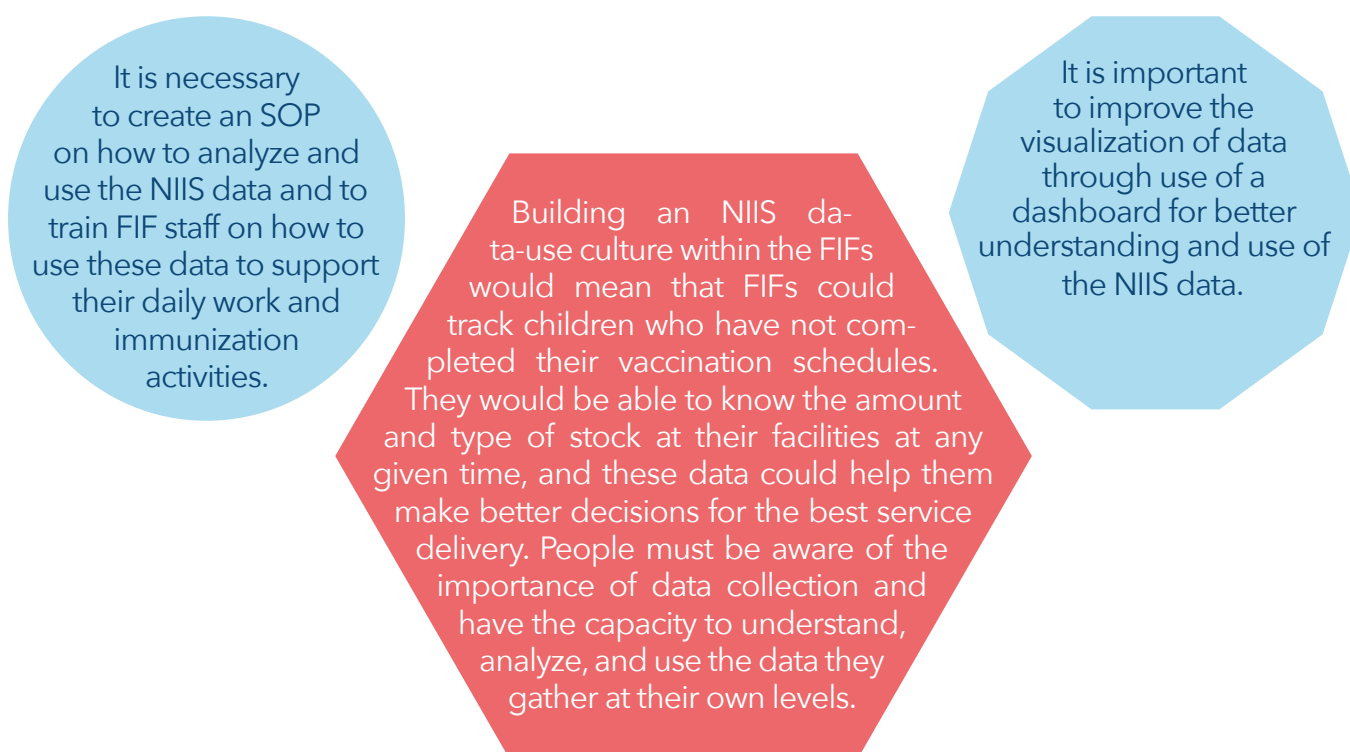 It is necessary
to create an SOP
on how to analyze and
use the NIIS data and to
train FIF staff on how to
use these data to support
their daily work and
immunization
activities.
Building an NIIS da-
ta-use culture within the FIFs
would mean that FIFs could
track children who have not com-
pleted their vaccination schedules.
They would be able to know the amount
and type of stock at their facilities at any
given time, and these data could help them
make better decisions for the best service
delivery. People must be aware of the
importance of data collection and
have the capacity to understand,
analyze, and use the data they
gather at their own levels.
It is important
to improve the
visualization of data
through use of a
dashboard for better
understanding and use of
the NIIS data.